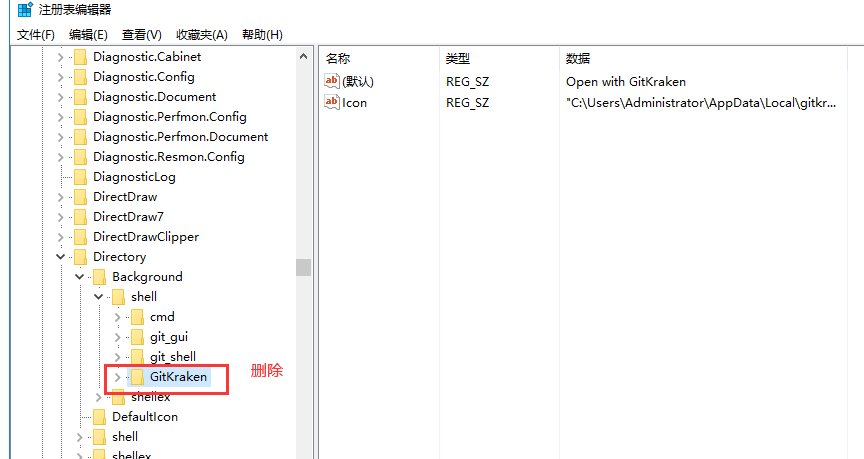 注册表编辑器
文件(F) 编辑(E) 查看(V) 收藏夹(A) 帮助(H)
Diagnostic.Cabinet
Diagnostic.Config
Diagnostic.Document
Diagnostic.Perfmon.Config
Diagnostic.Perfmon.Document
Diagnostic.Resmon.Config
DiagnosticLog
DirectDraw
DirectDraw7
DirectDrawClipper
Directory
Background
shell
cmd
git_gui
git_shell
GitKraken
删除
shellex
DefaultIcon
shell
shellex
名称 类型 数据
ab (默认) REG_SZ Open with GitKraken
ab Icon REG_SZ "C:\Users\Administrator\AppData\Local\gitkr...